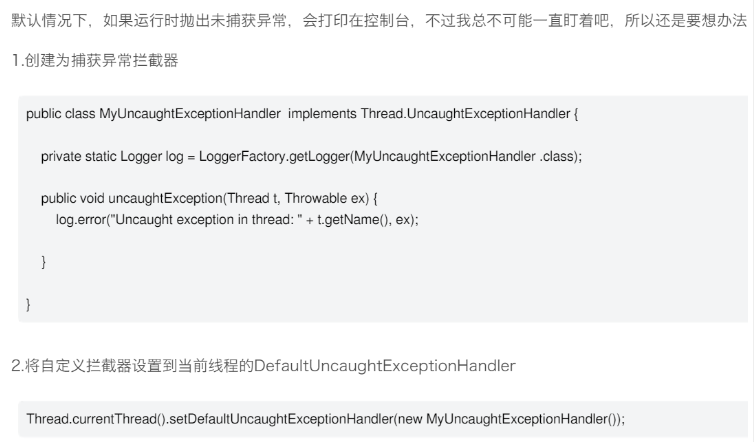 默认情况下，如果运行时抛出未捕获异常，会打印在控制台，不过我总不可能一直盯着吧，所以还是要想办法
1.创建为捕获异常拦截器
public class MyUncaughtExceptionHandler  implements Thread.UncaughtExceptionHandler {
private static Logger log = LoggerFactory.getLogger(MyUncaughtExceptionHandler .class);
public void uncaughtException(Thread t, Throwable ex) {
log.error("Uncaught exception in thread: " + t.getName(), ex);
}
}
2.将自定义拦截器设置到当前线程的DefaultUncaughtExceptionHandler
Thread.currentThread().setDefaultUncaughtExceptionHandler(new MyUncaughtExceptionHandler());